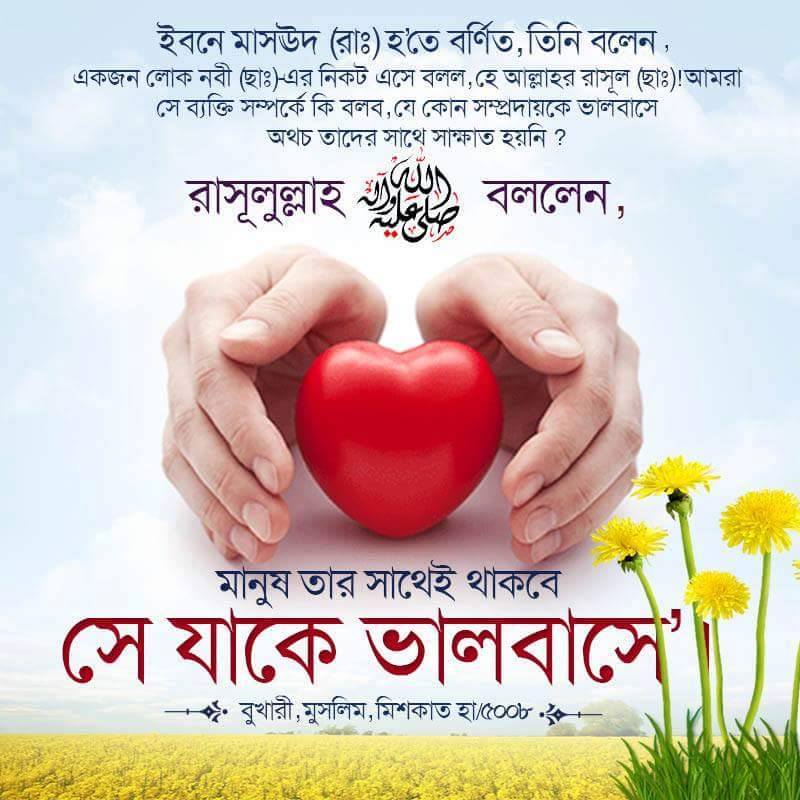 ইবনে মাসঊদ (রাঃ) হ'তে বর্ণিত, তিনি বলেন,
একজন লোক নবী (ছাঃ)-এর নিকট এসে বলল, হে আল্লাহর রাসূল (ছাঃ)! আমরা
সে ব্যক্তি সম্পর্কে কি বলব, যে কোন সম্প্রদায়কে ভালবাসে
অথচ তাদের সাথে সাক্ষাত হয়নি ?
রাসূলুল্লাহ صلى الله عليه وآله বললেন,
মানুষ তার সাথেই থাকবে
সে যাকে ভালবাসে'।
বুখারী, মুসলিম, মিশকাত হা/৫০০৮